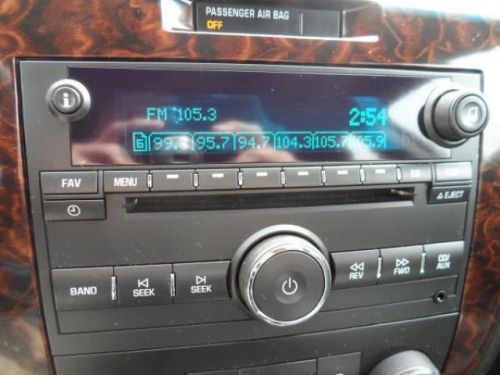 PASSENGER AIR BAG
OFF
FM 105.3 2:54
6 99.3 95.7 94.7 104.3 105.7 105.9
FAV MENU EJECT
BAND SEEK SEEK REV FWD AUX